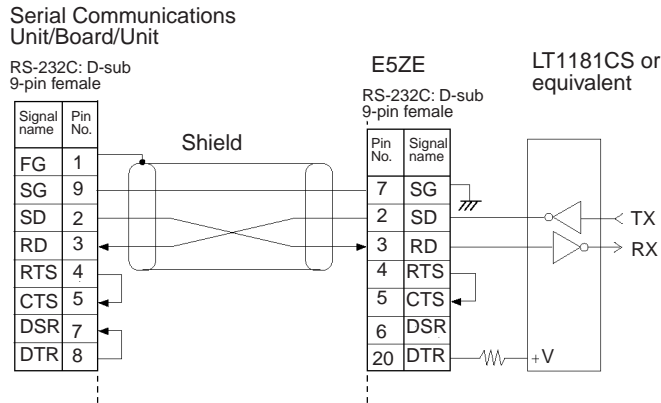 Serial Communications
Unit/Board/Unit
RS-232C: D-sub
9-pin female
Signal name Pin No.
FG 1
SG 9
SD 2
RD 3
RTS 4
CTS 5
DSR 7
DTR 8
Shield
E5ZE
RS-232C: D-sub
9-pin female
Pin No. Signal name
7 SG
2 SD
3 RD
4 RTS
5 CTS
6 DSR
20 DTR
LT1181CS or
equivalent
TX
RX
+V